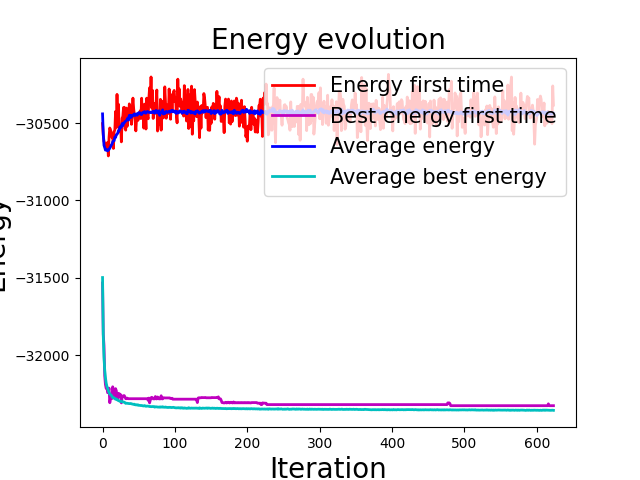 Energy evolution
Energy first time
Best energy first time
Average energy
Average best energy
−30500
−31000
−31500
−32000
Energy
0 100 200 300 400 500 600
Iteration